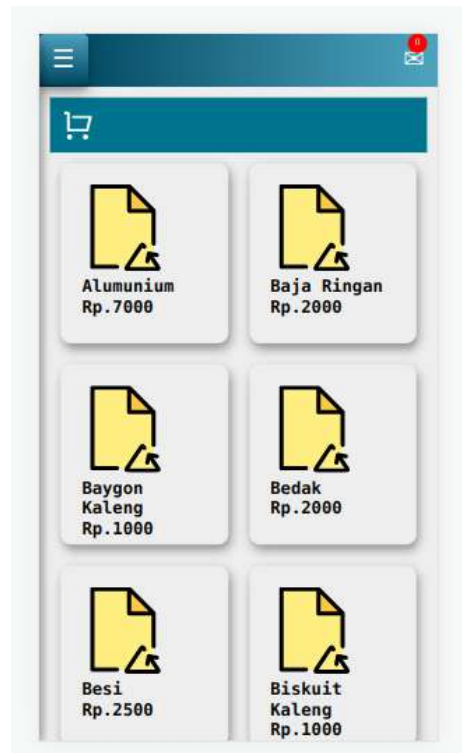 0
Alumunium
Rp.7000
Baja Ringan
Rp.2000
Baygon
Kaleng
Rp.1000
Bedak
Rp.2000
Besi
Rp.2500
Biskuit
Kaleng
Rp.1000